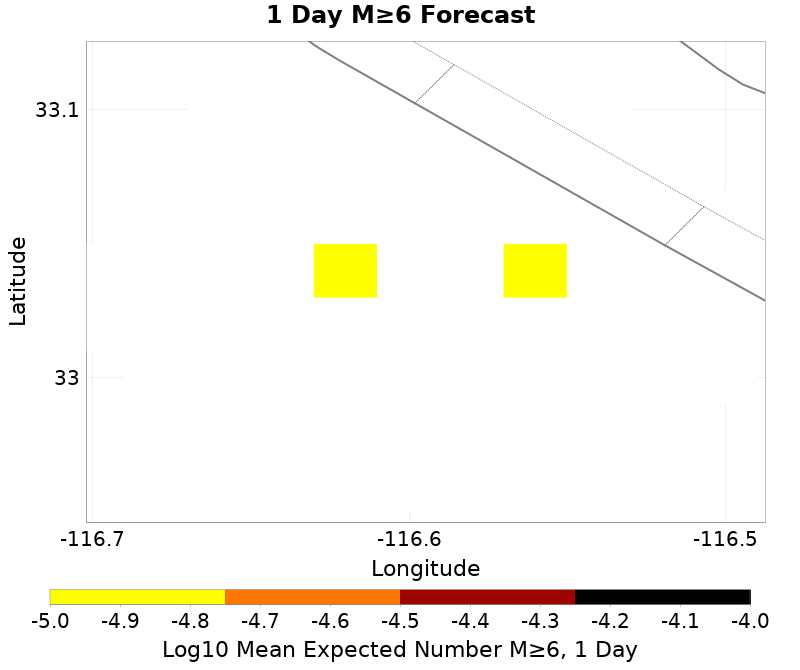 1 Day M≥6 Forecast
33.1
33
Latitude
-116.7 -116.6 -116.5
Longitude
-5.0 -4.9 -4.8 -4.7 -4.6 -4.5 -4.4 -4.3 -4.2 -4.1 -4.0
Log10 Mean Expected Number M≥6, 1 Day